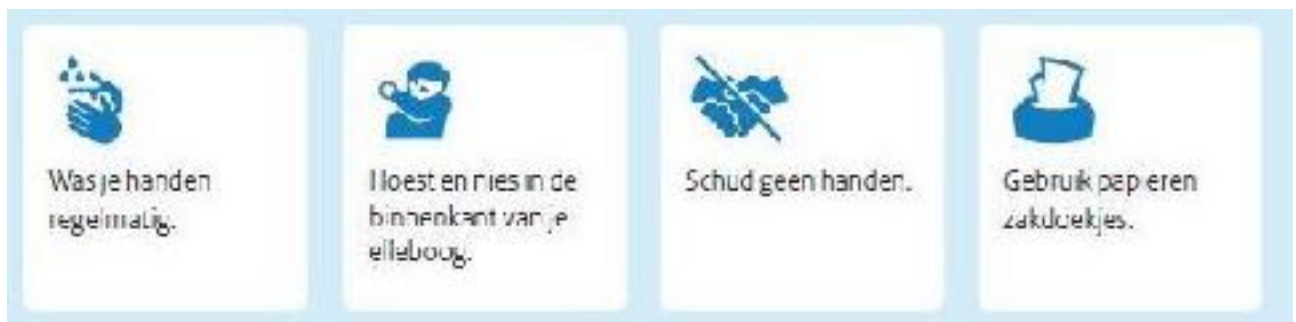 Was je handen
regelmatig.
Hoest en nies in de
binnenkant van je
elleboog.
Schud geen handen.
Gebruik papieren
zakdoekjes.